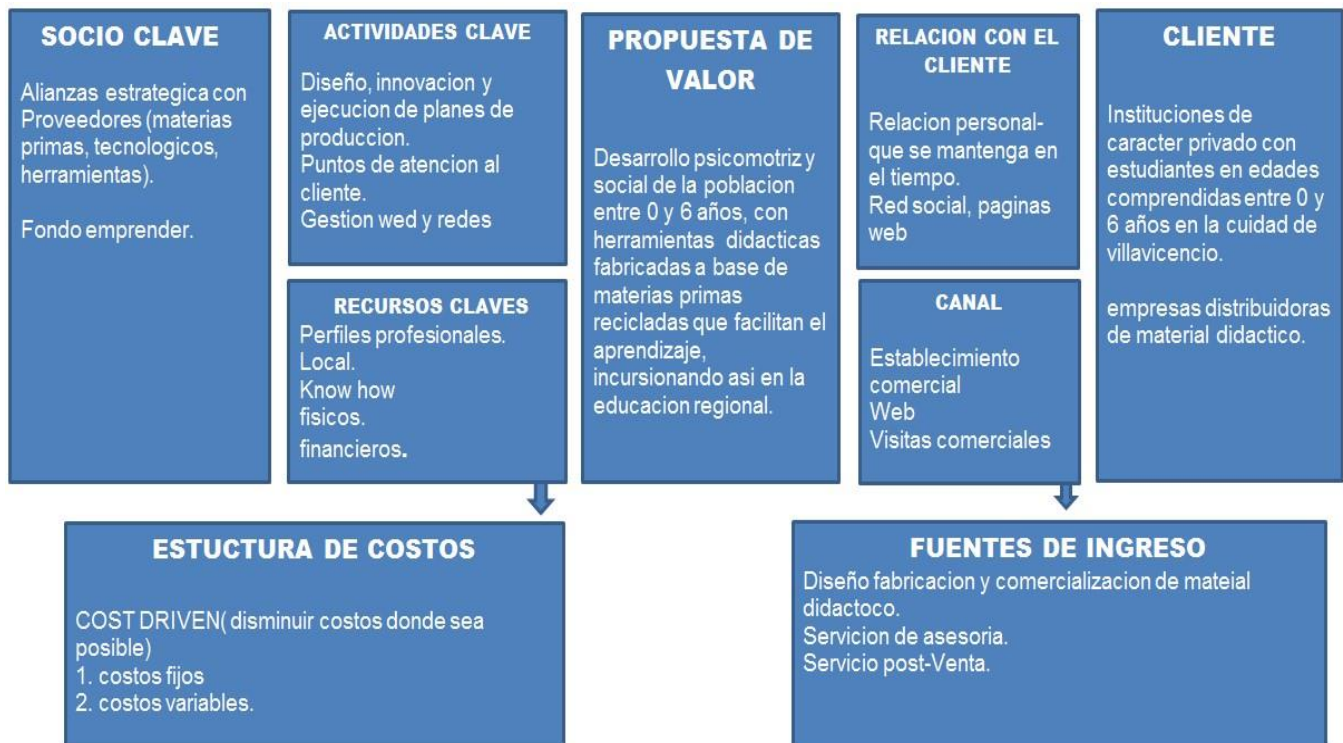 SOCIO CLAVE
Alianzas estrategica con
Proveedores (materias
primas, tecnologicos,
herramientas).
Fondo emprender.
ACTIVIDADES CLAVE
Diseño, innovacion y
ejecucion de planes de
produccion.
Puntos de atencion al
cliente.
Gestion wed y redes
RECURSOS CLAVES
Perfiles profesionales.
Local.
Know how
fisicos.
financieros.
PROPUESTA DE
VALOR
Desarrollo psicomotriz y
social de la poblacion
entre 0 y 6 años, con
herramientas didacticas
fabricadas a base de
materias primas
recicladas que facilitan el
aprendizaje,
incursionando asi en la
educacion regional.
RELACION CON EL
CLIENTE
Relacion personal-
que se mantenga en
el tiempo.
Red social, paginas
web
CANAL
Establecimiento
comercial
Web
Visitas comerciales
CLIENTE
Instituciones de
caracter privado con
estudiantes en edades
comprendidas entre 0 y
6 años en la cuidad de
villavicencio.
empresas distribuidoras
de material didactico.
ESTUCTURA DE COSTOS
COST DRIVEN( disminuir costos donde sea
posible)
1. costos fijos
2. costos variables.
FUENTES DE INGRESO
Diseño fabricacion y comercializacion de mateial
didactoco.
Servicion de asesoria.
Servicio post-Venta.